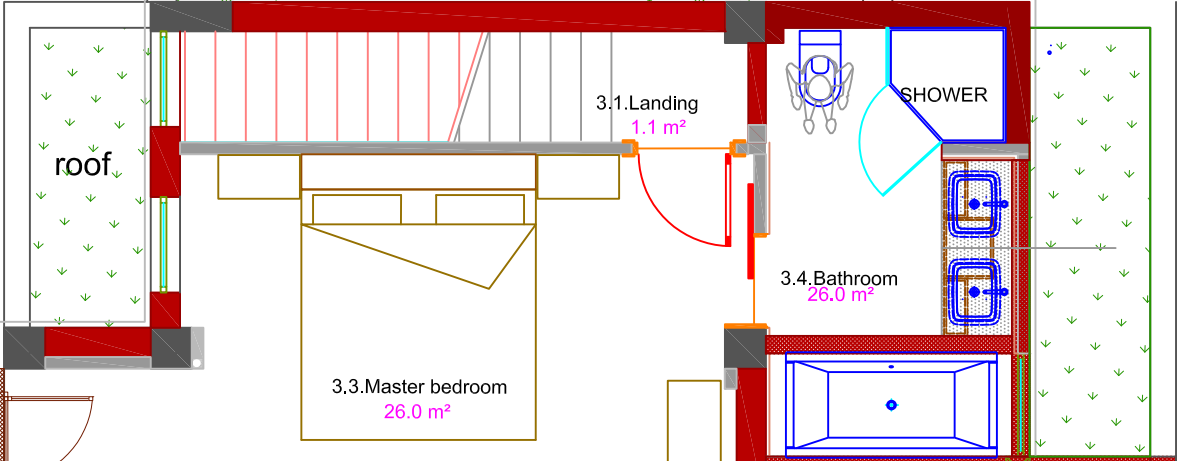 3.1.Landing
1.1 m²
SHOWER
roof
3.4.Bathroom
26.0 m²
3.3.Master bedroom
26.0 m²